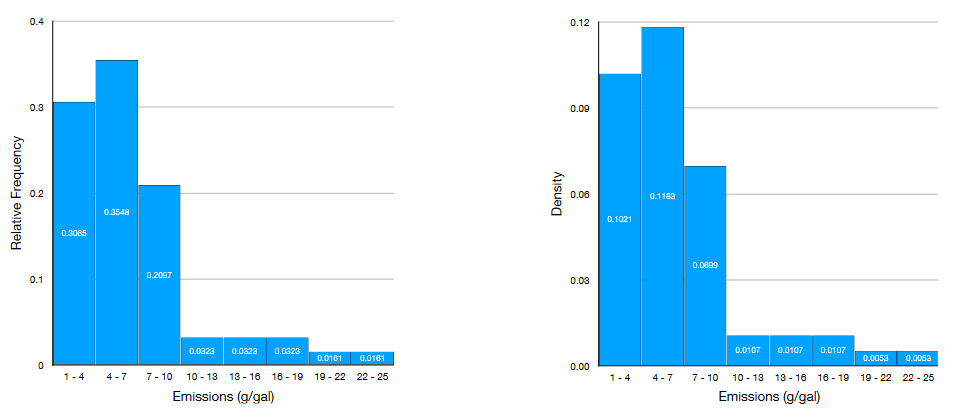 0.4
0.3
0.2
0.1
0
Relative Frequency
0.3065
0.3548
0.2097
0.0323
0.0323
0.0323
0.0161
0.0161
1 - 4
4 - 7
7 - 10
10 - 13
13 - 16
16 - 19
19 - 22
22 - 25
Emissions (g/gal)
0.12
0.09
0.06
0.03
0.00
Density
0.1021
0.1183
0.0699
0.0107
0.0107
0.0107
0.0053
0.0053
1 - 4
4 - 7
7 - 10
10 - 13
13 - 16
16 - 19
19 - 22
22 - 25
Emissions (g/gal)